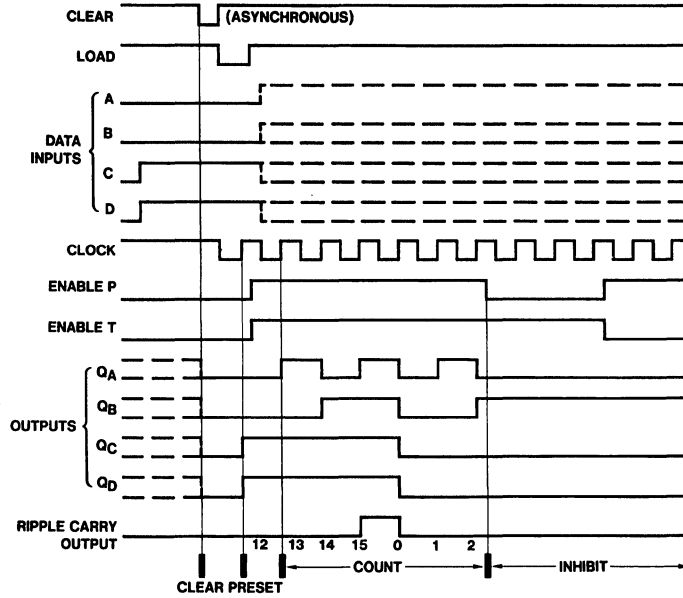 CLEAR (ASYNCHRONOUS)
LOAD
A
B
DATA
INPUTS
C
D
CLOCK
ENABLE P
ENABLE T
QA
QB
OUTPUTS
QC
QD
RIPPLE CARRY
OUTPUT
12 13 14 15 0 1 2
COUNT INHIBIT
CLEAR PRESET